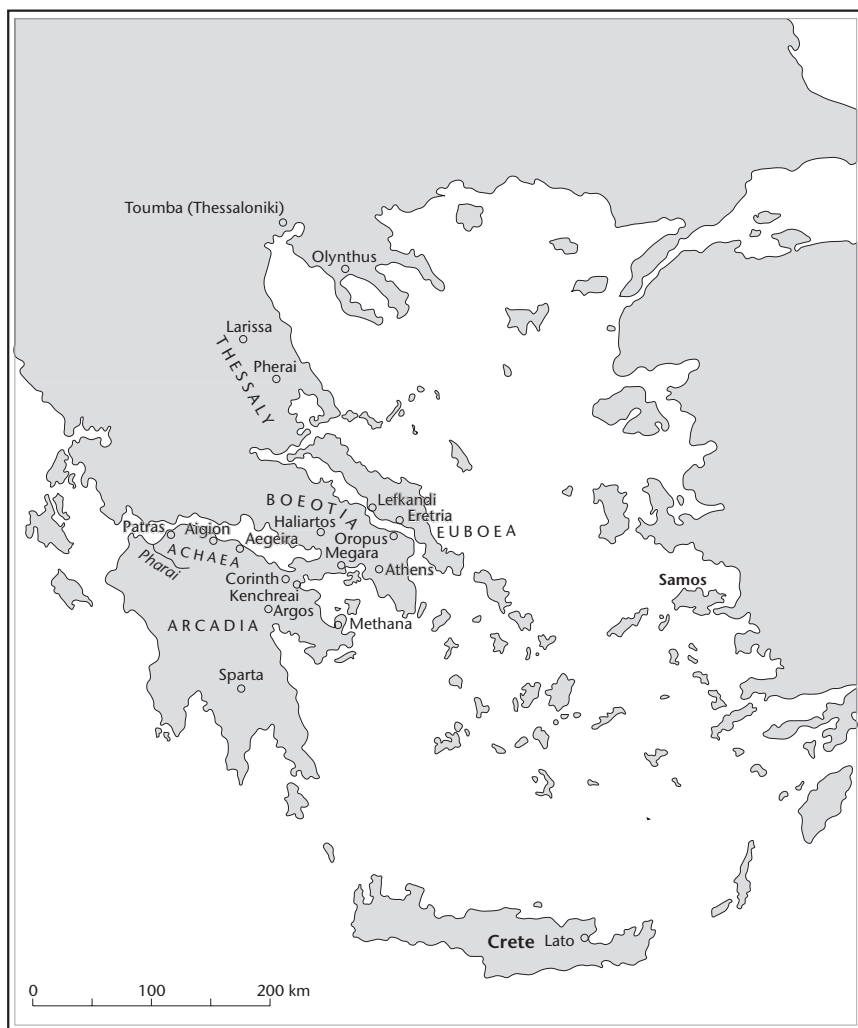 Toumba (Thessaloniki)
Olynthus
Larissa
THESSALY
Pherai
BOEOTIA
Lefkandi
Eretria
EUBOEA
Haliartos
Oropus
Patras
Aigion
Aegeira
ACHAEA
Pharai
Megara
Athens
Corinth
Kenchreai
Argos
ARCADIA
Methana
Samos
Sparta
Crete
Lato
0 100 200 km